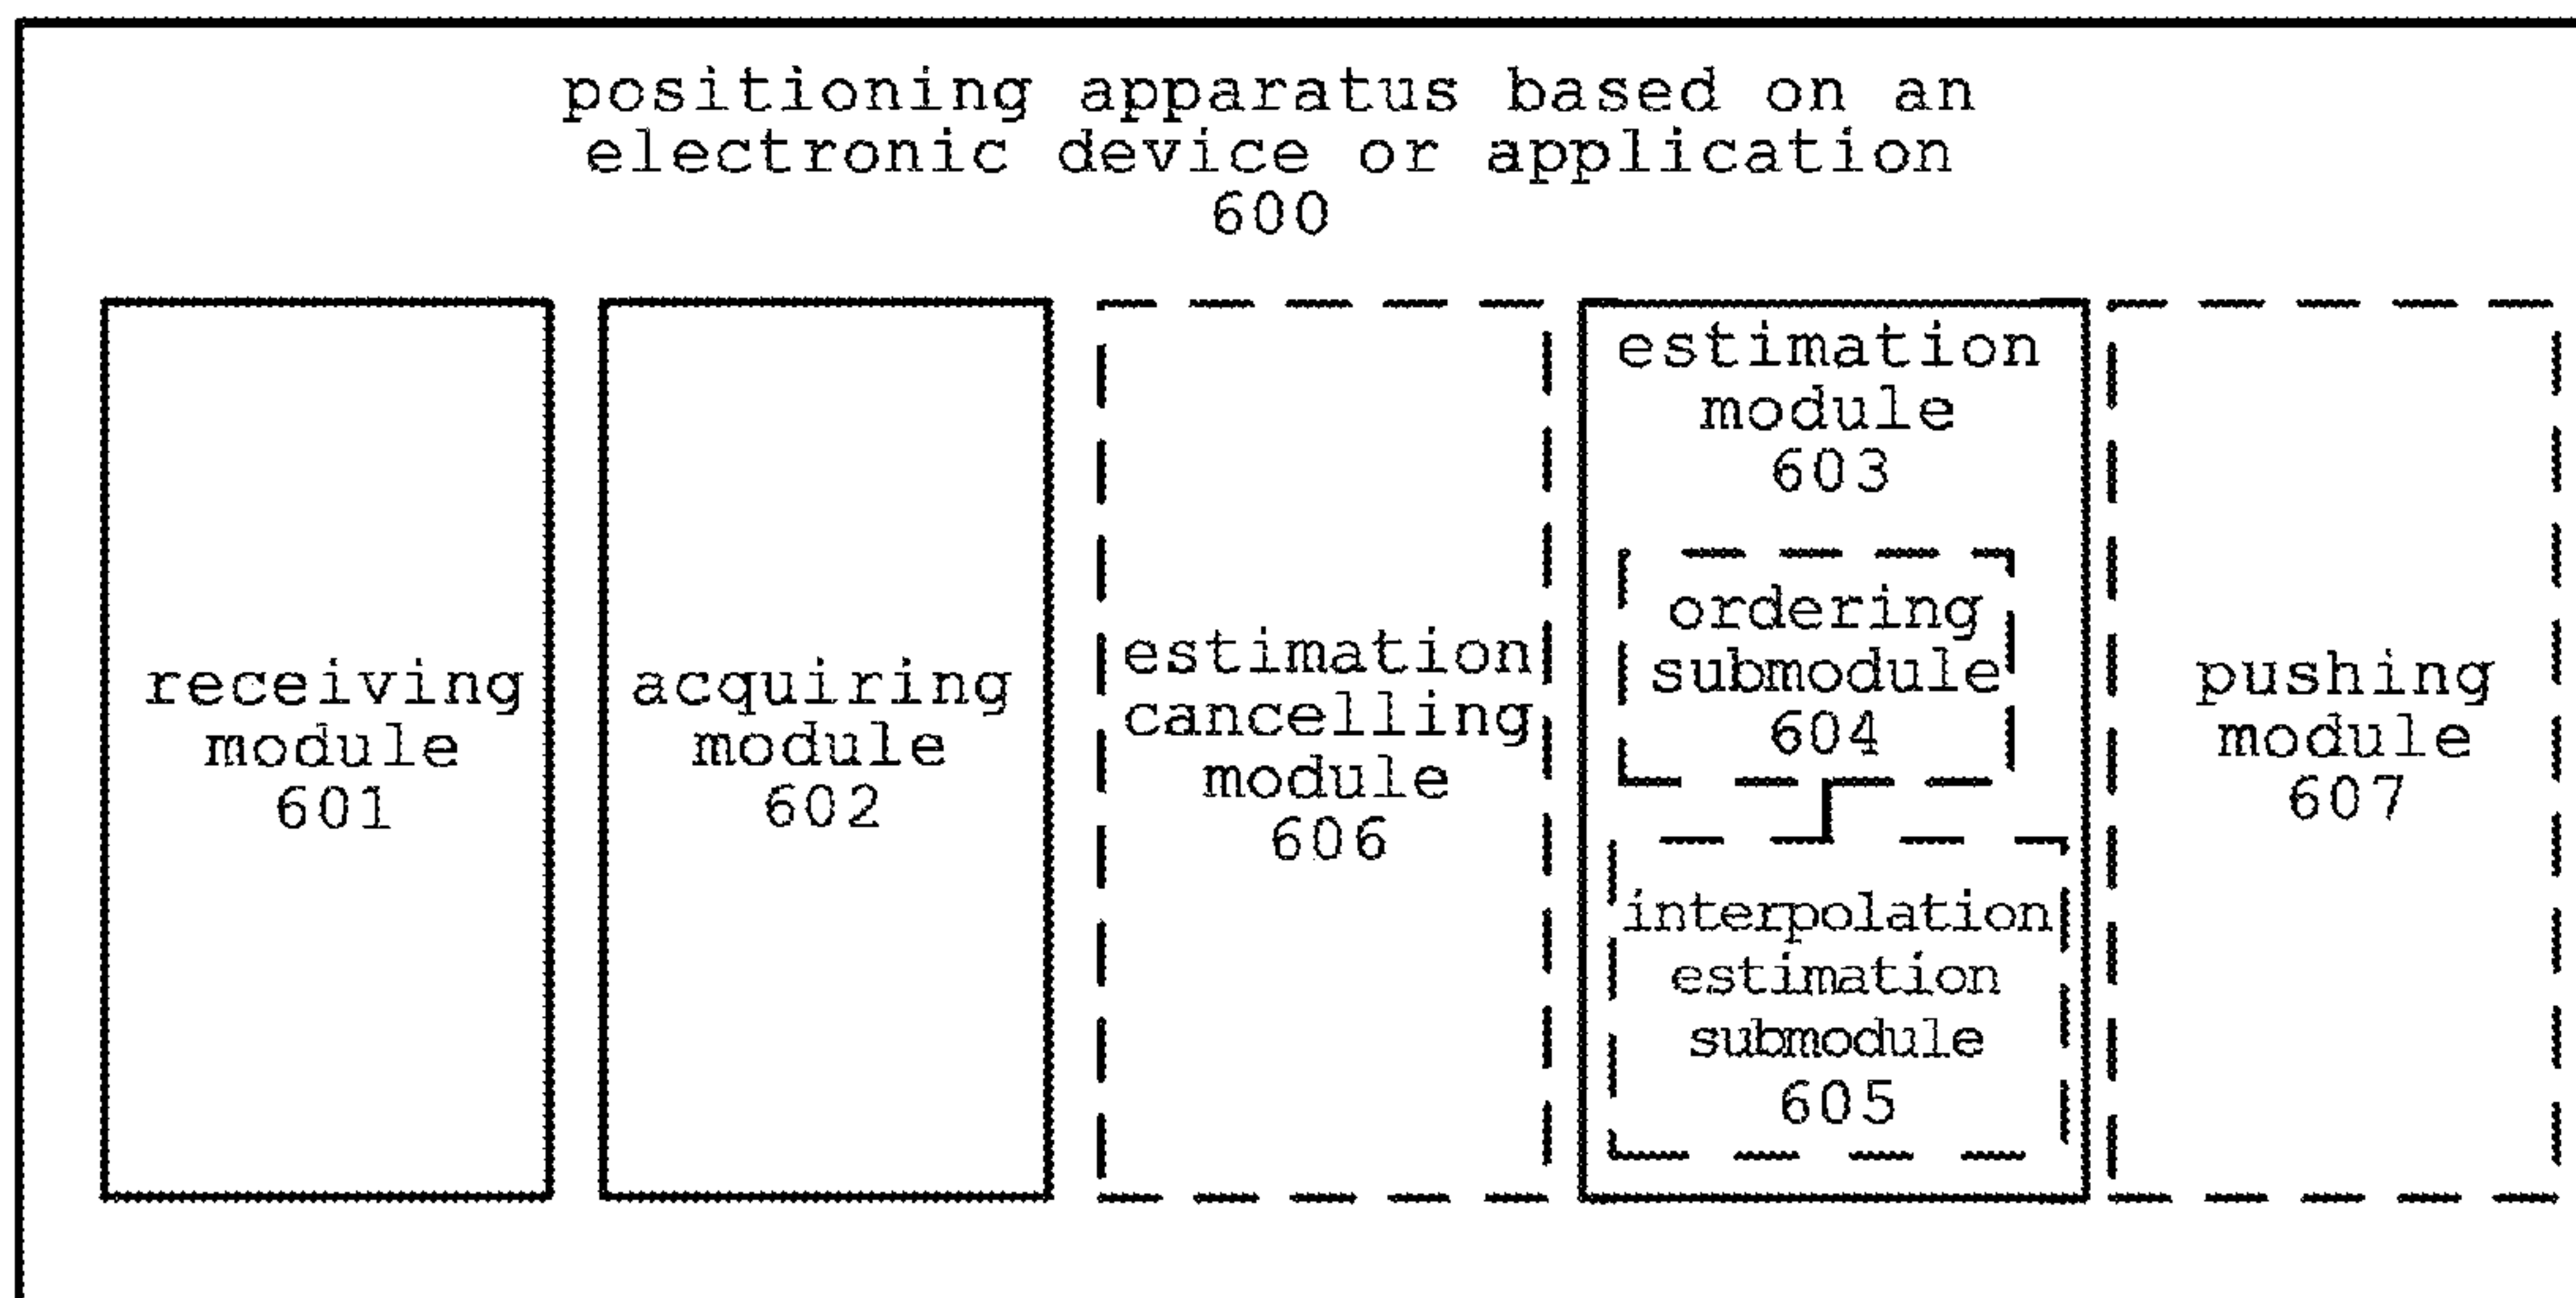 positioning apparatus based on an
electronic device or application
600
receiving
module
601
acquiring
module
602
estimation
cancelling
module
606
estimation
module
603
ordering
submodule
604
interpolation
estimation
submodule
605
pushing
module
607